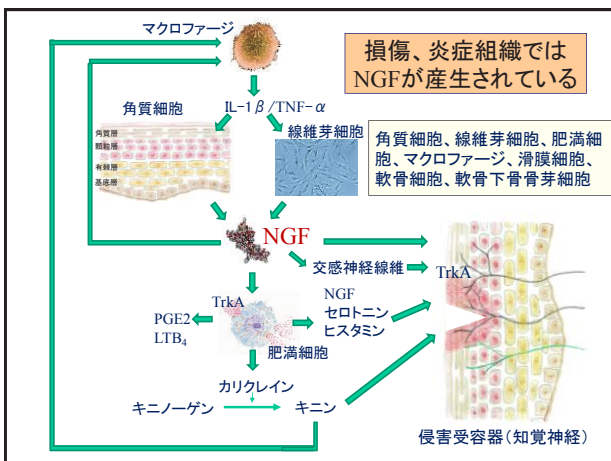 マクロファージ
損傷、炎症組織では
NGFが産生されている
IL-1β/TNF-α
角質細胞
線維芽細胞
角質層
顆粒層
有棘層
基底層
角質細胞、線維芽細胞、肥満細
胞、マクロファージ、滑膜細胞、
軟骨細胞、軟骨下骨骨芽細胞
NGF
交感神経線維
TrkA
TrkA
NGF
セロトニン
ヒスタミン
PGE2
LTB4
肥満細胞
カリクレイン
キニノーゲン
キニン
侵害受容器(知覚神経)